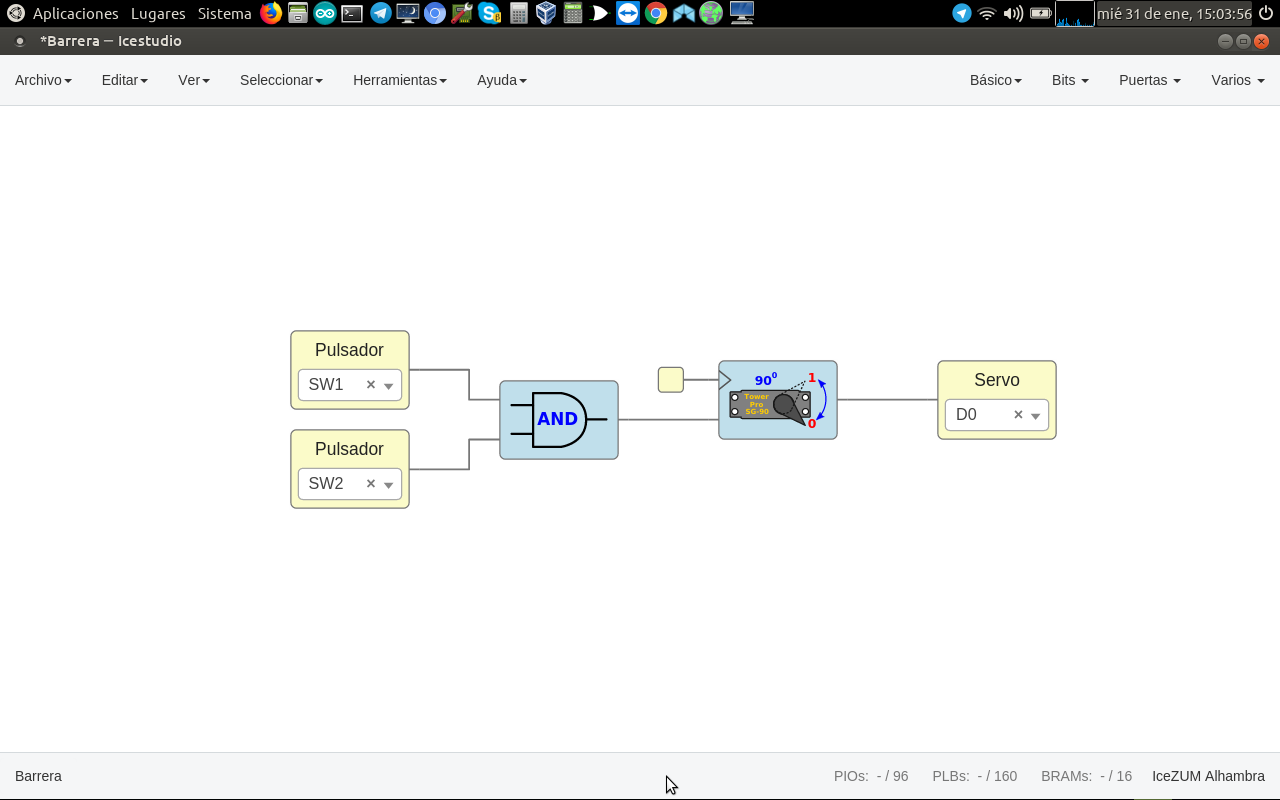 Aplicaciones Lugares Sistema mié 31 de ene, 15:03:56
*Barrera — Icestudio
Archivo Editar Ver Seleccionar Herramientas Ayuda Básico Bits Puertas Varios
Pulsador
SW1 ×
Pulsador
SW2 ×
AND
90⁰ 1
Tower
Pro
SG-90
0
Servo
D0 ×
Barrera PIOs: - / 96 PLBs: - / 160 BRAMs: - / 16 IceZUM Alhambra